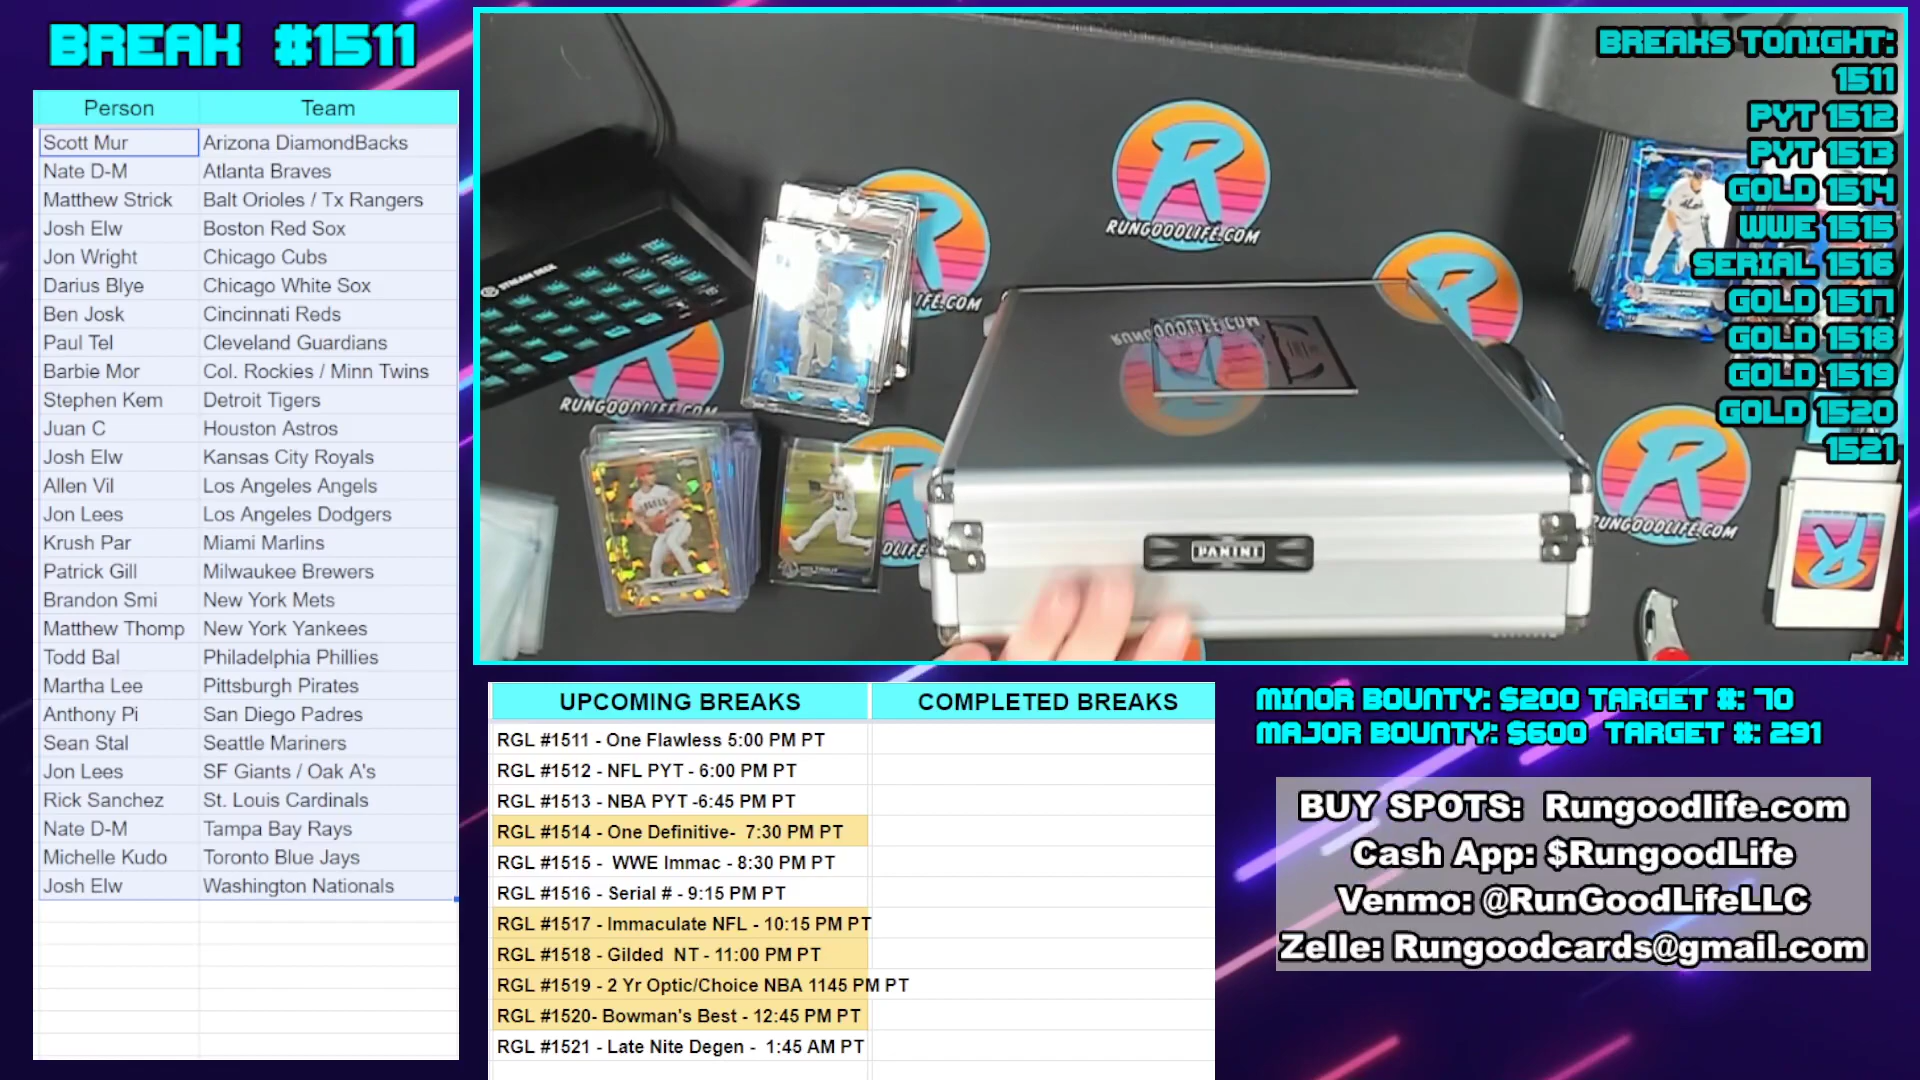 BREAK #1511
Person Team
Scott Mur Arizona DiamondBacks
Nate D-M Atlanta Braves
Matthew Strick Balt Orioles / Tx Rangers
Josh Elw Boston Red Sox
Jon Wright Chicago Cubs
Darius Blye Chicago White Sox
Ben Josk Cincinnati Reds
Paul Tel Cleveland Guardians
Barbie Mor Col. Rockies / Minn Twins
Stephen Kem Detroit Tigers
Juan C Houston Astros
Josh Elw Kansas City Royals
Allen Vil Los Angeles Angels
Jon Lees Los Angeles Dodgers
Krush Par Miami Marlins
Patrick Gill Milwaukee Brewers
Brandon Smi New York Mets
Matthew Thomp New York Yankees
Todd Bal Philadelphia Phillies
Martha Lee Pittsburgh Pirates
Anthony Pi San Diego Padres
Sean Stal Seattle Mariners
Jon Lees SF Giants / Oak A's
Rick Sanchez St. Louis Cardinals
Nate D-M Tampa Bay Rays
Michelle Kudo Toronto Blue Jays
Josh Elw Washington Nationals
STREAM DECK
R
RUNGOODLIFE.COM
IFE.COM
RUNGOODLIFE.COM
RUNGOODLIFE.COM
R
RUNGOODLIFE.COM
DLIFE
PANINI
R
BREAKS TONIGHT:
1511
PYT 1512
PYT 1513
GOLD 1514
WWE 1515
SERIAL 1516
GOLD 1517
GOLD 1518
GOLD 1519
GOLD 1520
1521
UPCOMING BREAKS COMPLETED BREAKS
RGL #1511 - One Flawless 5:00 PM PT
RGL #1512 - NFL PYT - 6:00 PM PT
RGL #1513 - NBA PYT -6:45 PM PT
RGL #1514 - One Definitive- 7:30 PM PT
RGL #1515 - WWE Immac - 8:30 PM PT
RGL #1516 - Serial # - 9:15 PM PT
RGL #1517 - Immaculate NFL - 10:15 PM PT
RGL #1518 - Gilded NT - 11:00 PM PT
RGL #1519 - 2 Yr Optic/Choice NBA 1145 PM PT
RGL #1520- Bowman's Best - 12:45 PM PT
RGL #1521 - Late Nite Degen - 1:45 AM PT
MINOR BOUNTY: $200 TARGET #: 70
MAJOR BOUNTY: $600 TARGET #: 291
BUY SPOTS: Rungoodlife.com
Cash App: $RungoodLife
Venmo: @RunGoodLifeLLC
Zelle: Rungoodcards@gmail.com